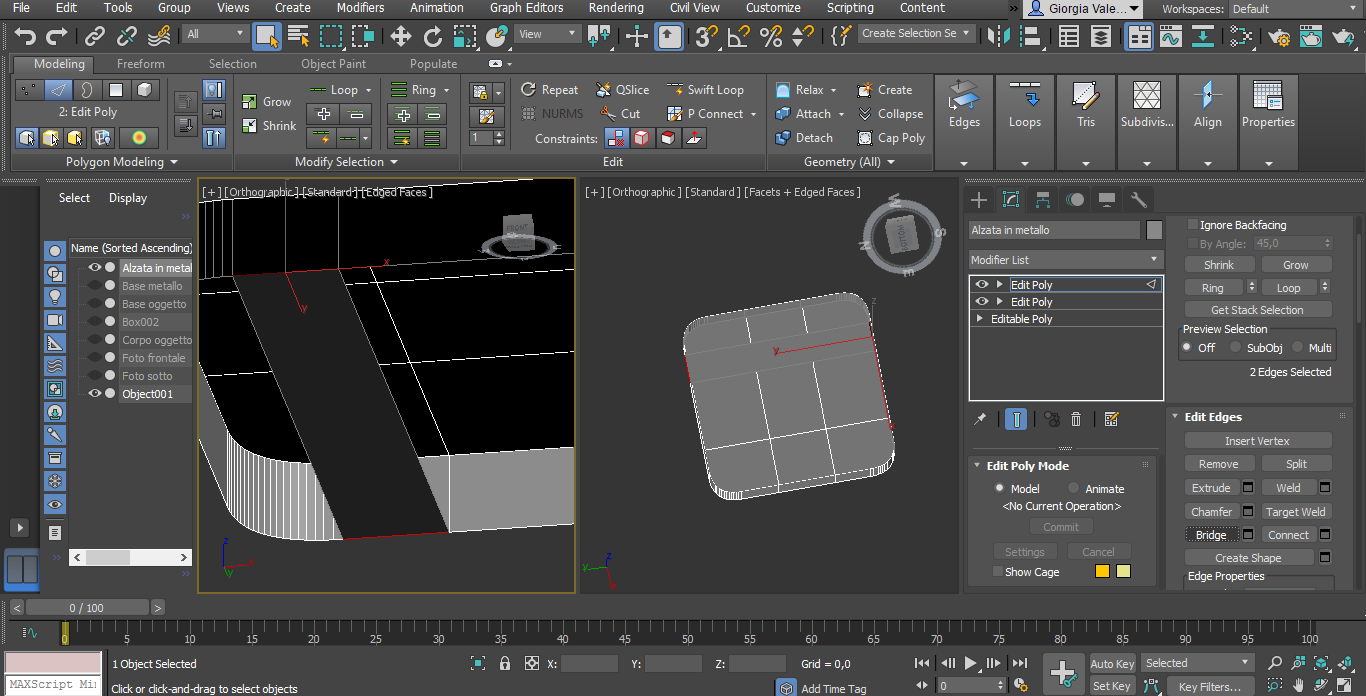 File Edit Tools Group Views Create Modifiers Animation Graph Editors Rendering Civil View Customize Scripting Content » Giorgia Vale... Workspaces: Default
All View Create Selection Se
Modeling Freeform Selection Object Paint Populate
2: Edit Poly
Polygon Modeling
Grow
Shrink
Loop
Ring
Modify Selection
1
Repeat QSlice Swift Loop
NURMS Cut P Connect
Constraints:
Edit
Relax Create
Attach Collapse
Detach Cap Poly
Geometry (All)
Edges Loops Tris Subdivis... Align Properties
Select Display
Name (Sorted Ascending)
Alzata in metal
Base metallo
Base oggetto
Box002
Corpo oggetto
Foto frontale
Foto sotto
Object001
[+] [Orthographic ] [Standard ] [Edged Faces ]
FRONT
x
y
z
x
y
[+] [Orthographic ] [Standard ] [Facets + Edged Faces ]
W
S
N
E
BOTTOM
z
y
z
y
Alzata in metallo
Modifier List
Edit Poly
Edit Poly
Editable Poly
Edit Poly Mode
Model Animate
<No Current Operation>
Commit
Settings Cancel
Show Cage
Ignore Backfacing
By Angle: 45,0
Shrink Grow
Ring Loop
Get Stack Selection
Preview Selection
Off SubObj Multi
2 Edges Selected
Edit Edges
Insert Vertex
Remove Split
Extrude Weld
Chamfer Target Weld
Bridge Connect
Create Shape
Edge Properties
< 0 / 100 >
0 5 10 15 20 25 30 35 40 45 50 55 60 65 70 75 80 85 90 95 100
1 Object Selected
X: Y: Z: Grid = 0,0
MAXScript Mi
Click or click-and-drag to select objects
Add Time Tag
0
Auto Key Selected
Set Key Key Filters...